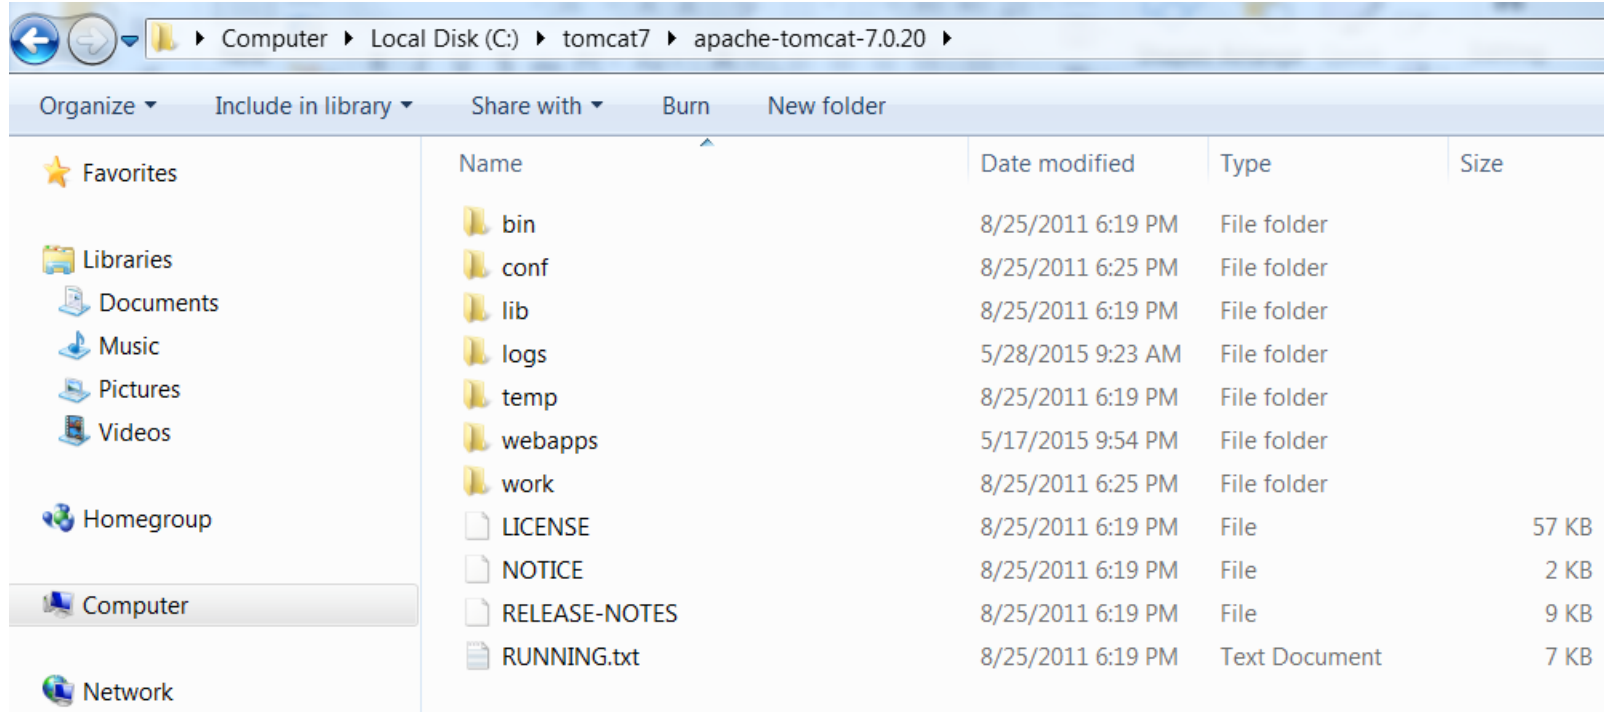 Computer Local Disk (C:) tomcat7 apache-tomcat-7.0.20
Organize Include in library Share with Burn New folder
Favorites
Libraries
Documents
Music
Pictures
Videos
Homegroup
Computer
Network
Name Date modified Type Size
bin 8/25/2011 6:19 PM File folder
conf 8/25/2011 6:25 PM File folder
lib 8/25/2011 6:19 PM File folder
logs 5/28/2015 9:23 AM File folder
temp 8/25/2011 6:19 PM File folder
webapps 5/17/2015 9:54 PM File folder
work 8/25/2011 6:25 PM File folder
LICENSE 8/25/2011 6:19 PM File 57 KB
NOTICE 8/25/2011 6:19 PM File 2 KB
RELEASE-NOTES 8/25/2011 6:19 PM File 9 KB
RUNNING.txt 8/25/2011 6:19 PM Text Document 7 KB